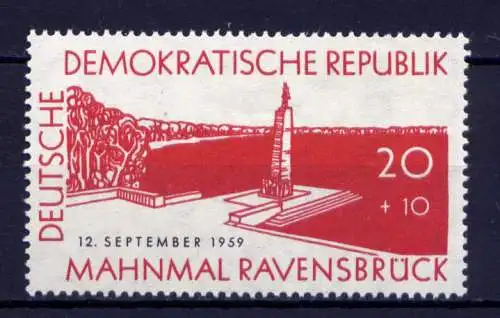 DEUTSCHE
DEMOKRATISCHE REPUBLIK
20
+ 10
12. SEPTEMBER 1959
MAHNMAL RAVENSBRÜCK